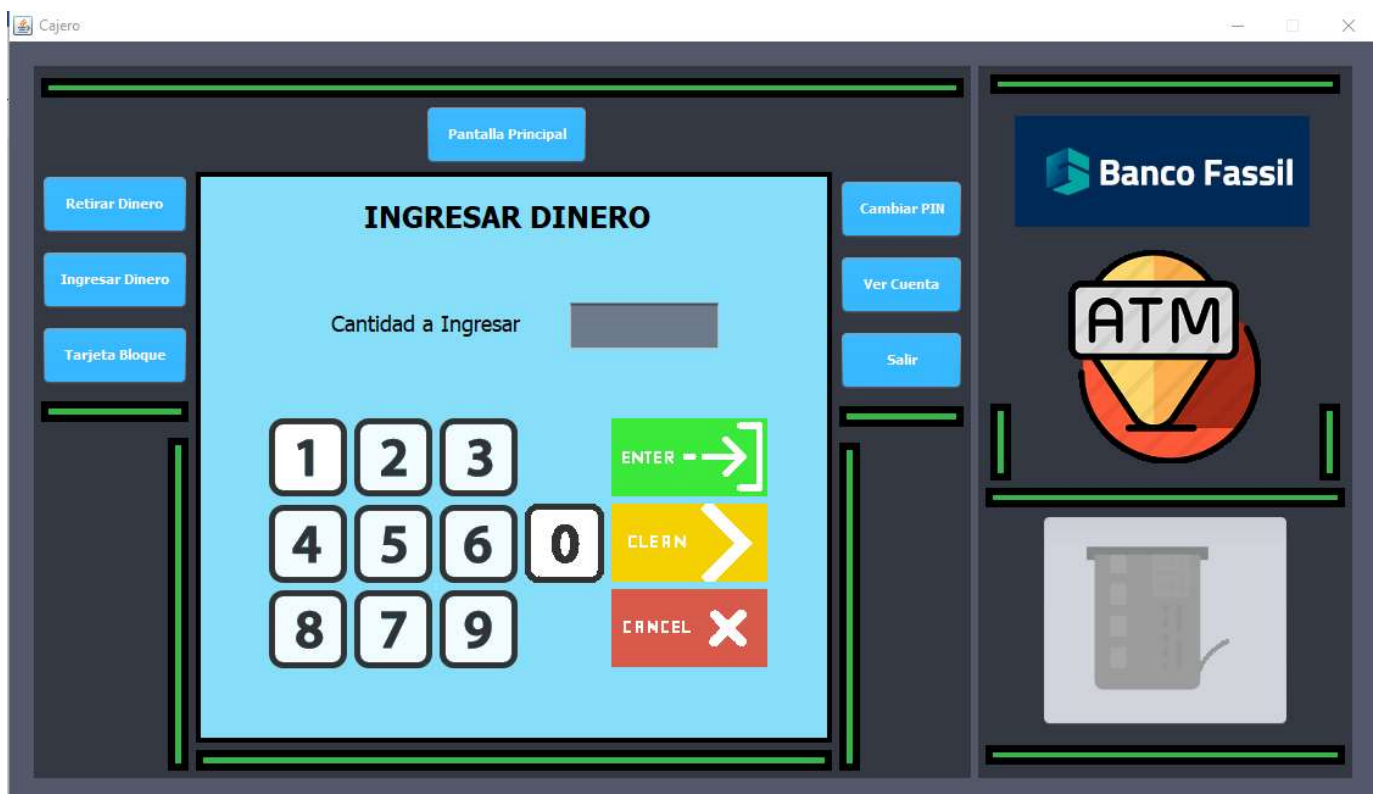 Cajero
Pantalla Principal
Retirar Dinero
Ingresar Dinero
Tarjeta Bloque
INGRESAR DINERO
Cantidad a Ingresar
1 2 3
4 5 6 0
8 7 9
ENTER
CLEAN
CANCEL
Cambiar PIN
Ver Cuenta
Salir
Banco Fassil
ATM